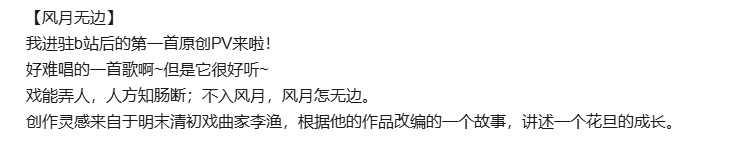 【风月无边】
我进驻b站后的第一首原创PV来啦！
好难唱的一首歌啊~但是它很好听~
戏能弄人，人方知肠断；不入风月，风月怎无边。
创作灵感来自于明末清初戏曲家李渔，根据他的作品改编的一个故事，讲述一个花旦的成长。